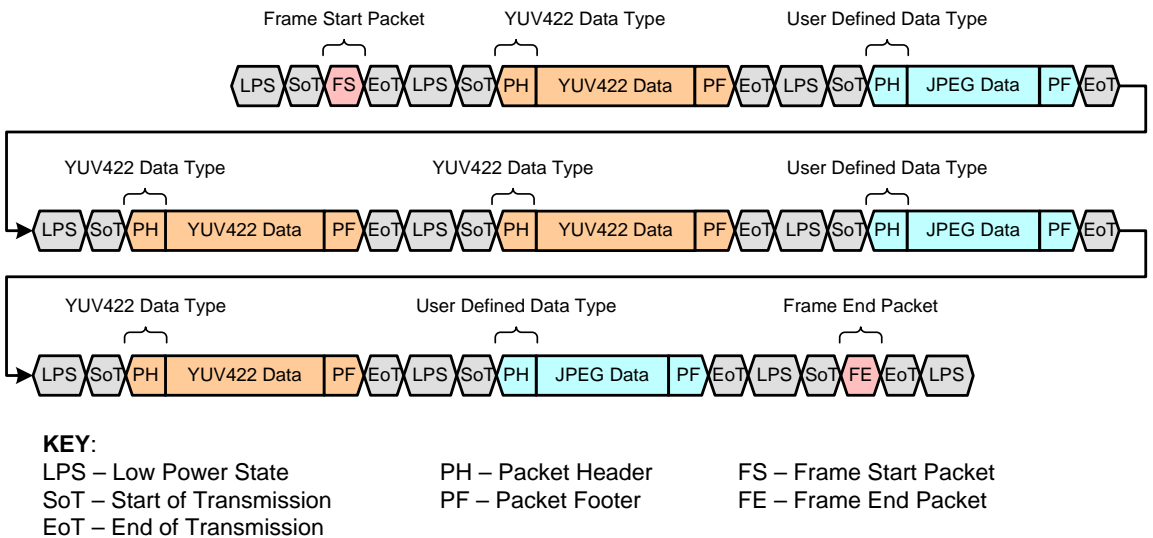 Frame Start Packet YUV422 Data Type User Defined Data Type
LPS SoT FS EoT LPS SoT PH YUV422 Data PF EoT LPS SoT PH JPEG Data PF EoT
YUV422 Data Type YUV422 Data Type User Defined Data Type
LPS SoT PH YUV422 Data PF EoT LPS SoT PH YUV422 Data PF EoT LPS SoT PH JPEG Data PF EoT
YUV422 Data Type User Defined Data Type Frame End Packet
LPS SoT PH YUV422 Data PF EoT LPS SoT PH JPEG Data PF EoT LPS SoT FE EoT LPS
KEY:
LPS – Low Power State PH – Packet Header FS – Frame Start Packet
SoT – Start of Transmission PF – Packet Footer FE – Frame End Packet
EoT – End of Transmission